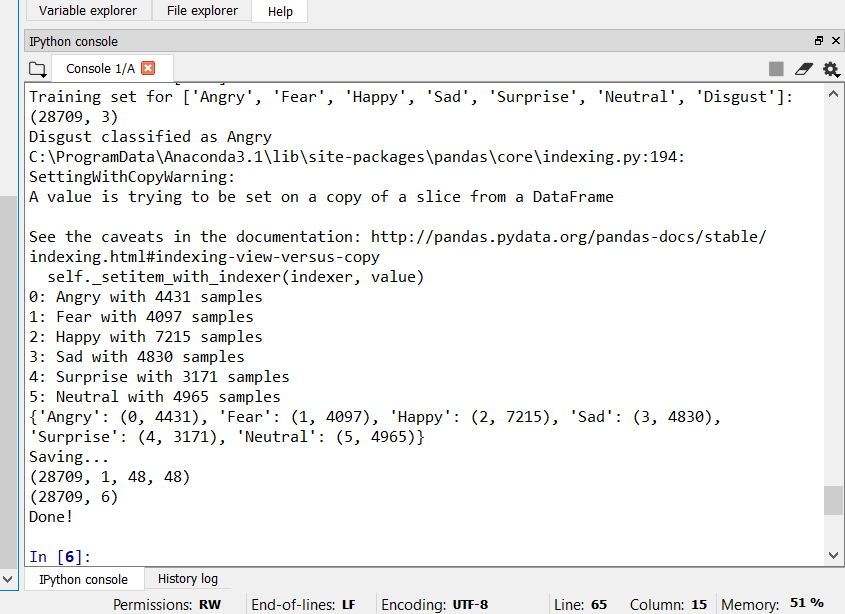 Variable explorer File explorer Help
IPython console
Console 1/A
Training set for ['Angry', 'Fear', 'Happy', 'Sad', 'Surprise', 'Neutral', 'Disgust']:
(28709, 3)
Disgust classified as Angry
C:\ProgramData\Anaconda3.1\lib\site-packages\pandas\core\indexing.py:194:
SettingWithCopyWarning:
A value is trying to be set on a copy of a slice from a DataFrame
See the caveats in the documentation: http://pandas.pydata.org/pandas-docs/stable/
indexing.html#indexing-view-versus-copy
self._setitem_with_indexer(indexer, value)
0: Angry with 4431 samples
1: Fear with 4097 samples
2: Happy with 7215 samples
3: Sad with 4830 samples
4: Surprise with 3171 samples
5: Neutral with 4965 samples
{'Angry': (0, 4431), 'Fear': (1, 4097), 'Happy': (2, 7215), 'Sad': (3, 4830),
'Surprise': (4, 3171), 'Neutral': (5, 4965)}
Saving...
(28709, 1, 48, 48)
(28709, 6)
Done!
In [6]:
IPython console History log
Permissions: RW End-of-lines: LF Encoding: UTF-8 Line: 65 Column: 15 Memory: 51 %